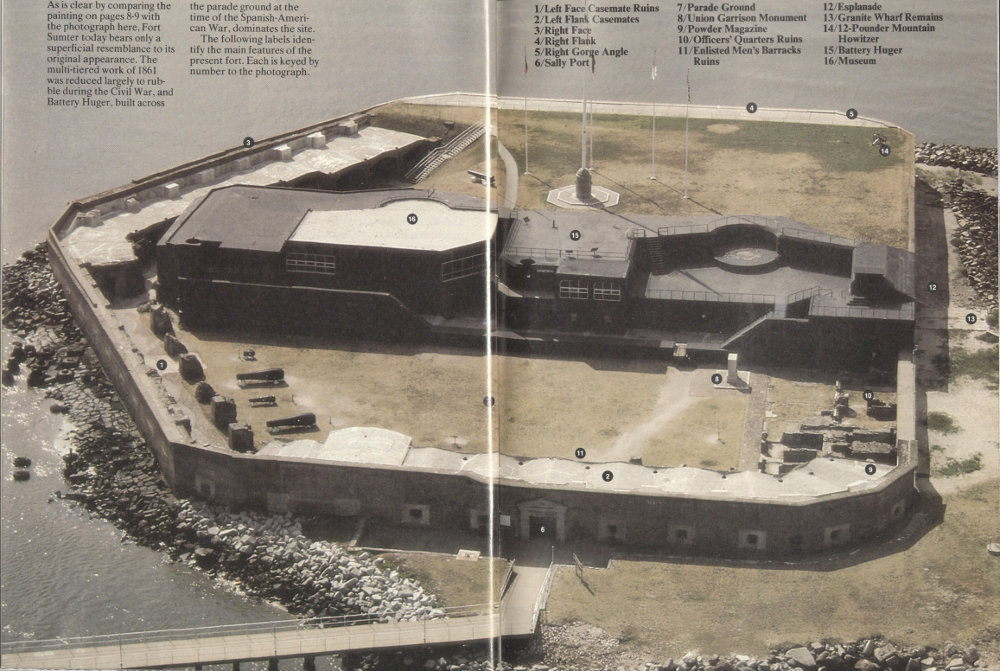 As is clear by comparing the
painting on pages 8-9 with
the photograph here, Fort
Sumter today bears only a
superficial resemblance to its
original appearance. The
multi-tiered work of 1861
was reduced largely to rub-
ble during the Civil War, and
Battery Huger, built across
the parade ground at the
time of the Spanish-Ameri-
can War, dominates the site.
The following labels iden-
tify the main features of the
present fort. Each is keyed by
number to the photograph.
1/Left Face Casemate Ruins
2/Left Flank Casemates
3/Right Face
4/Right Flank
5/Right Gorge Angle
6/Sally Port
7/Parade Ground
8/Union Garrison Monument
9/Powder Magazine
10/Officers' Quarters Ruins
11/Enlisted Men's Barracks
Ruins
12/Esplanade
13/Granite Wharf Remains
14/12-Pounder Mountain
Howitzer
15/Battery Huger
16/Museum
4
5
3
14
16
15
12
13
1
8
10
11
9
2
6